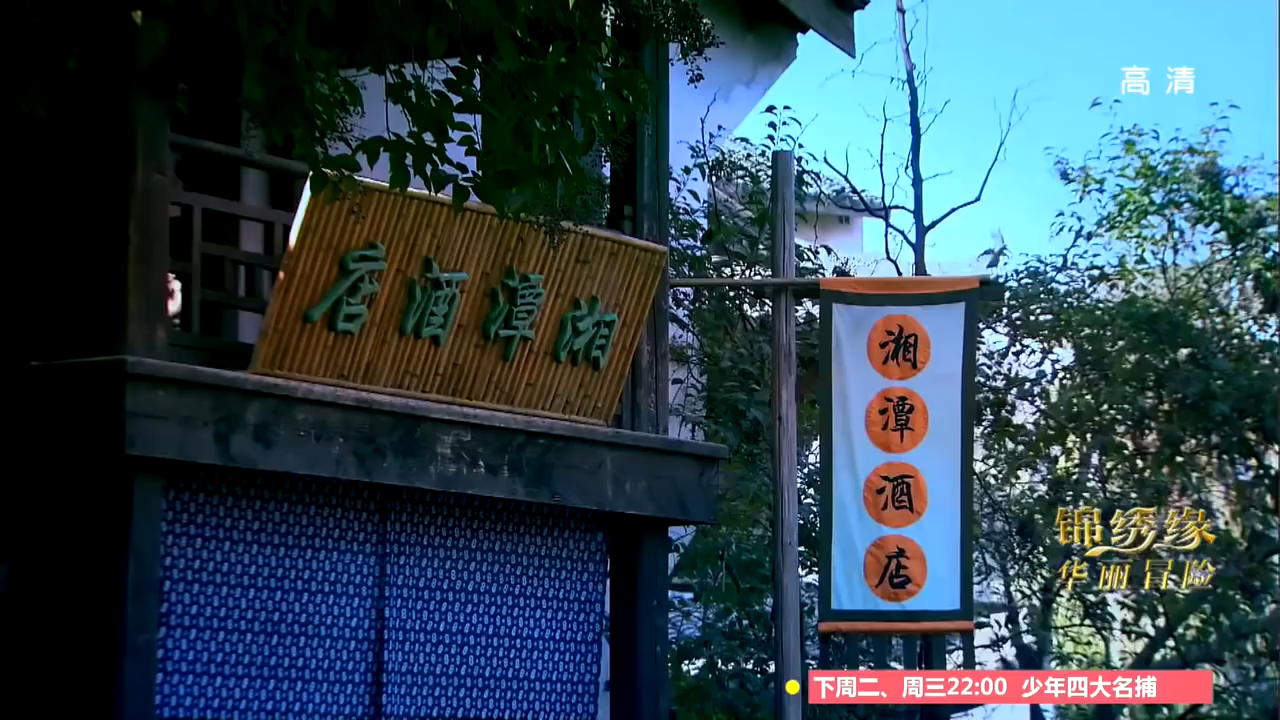 高清
店酒潭湘
湘
潭
酒
店
锦绣缘
华丽冒险
下周二、周三22:00 少年四大名捕